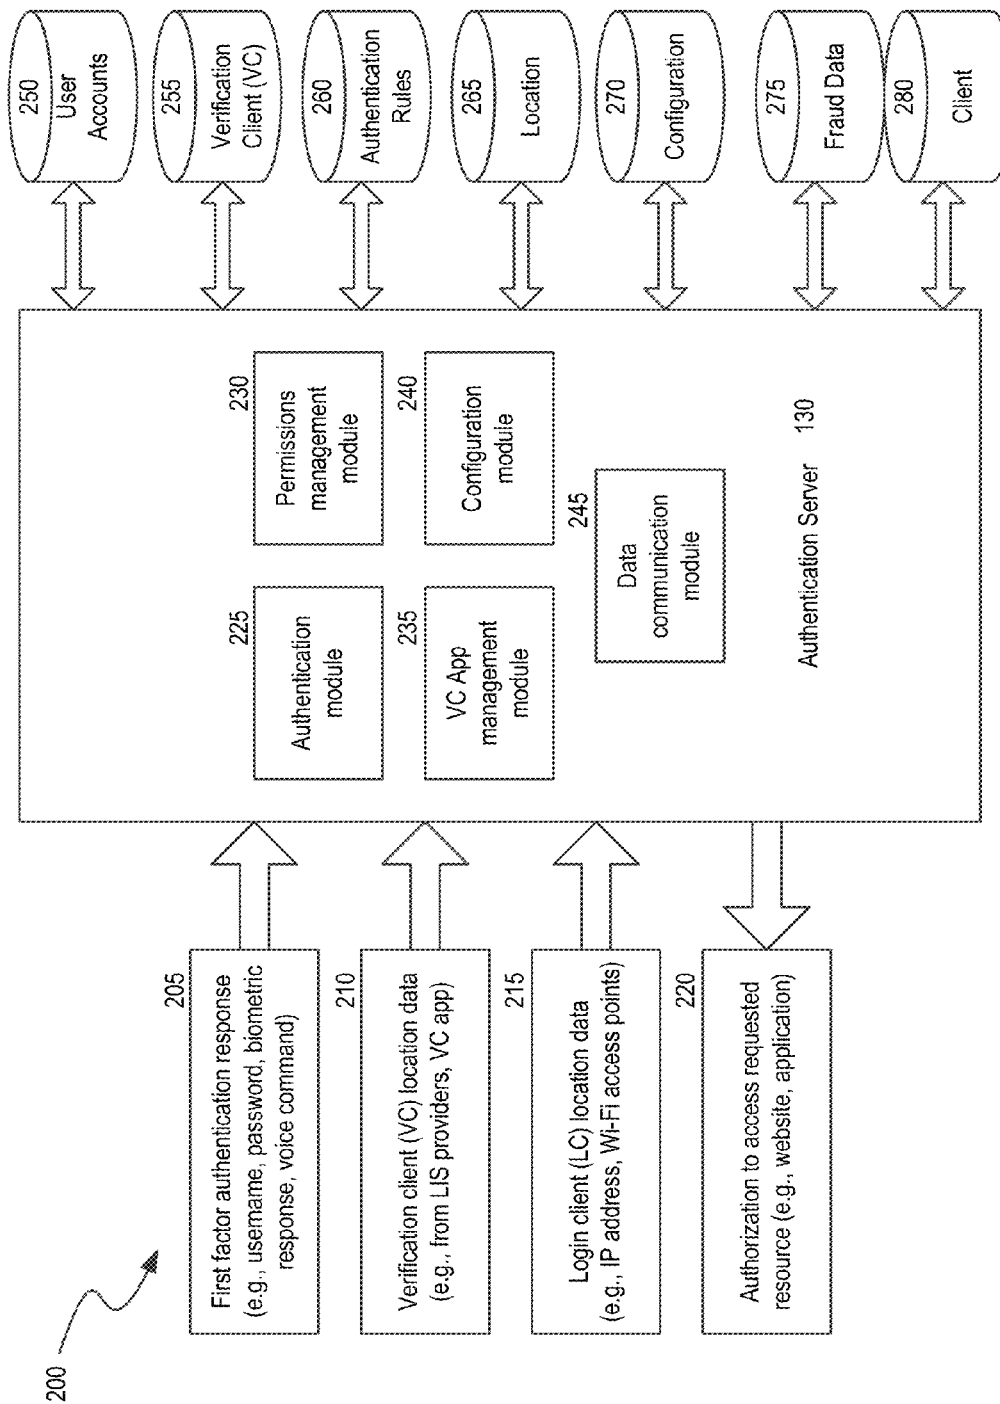 200
205
First factor authentication response
(e.g., username, password, biometric
response, voice command)
210
Verification client (VC) location data
(e.g., from LIS providers, VC app)
215
Login client (LC) location data
(e.g., IP address, Wi-Fi access points)
220
Authorization to access requested
resource (e.g., website, application)
225
Authentication
module
230
Permissions
management
module
235
VC App
management
module
240
Configuration
module
245
Data
communication
module
Authentication Server 130
250
User
Accounts
255
Verification
Client (VC)
260
Authentication
Rules
265
Location
270
Configuration
275
Fraud Data
280
Client